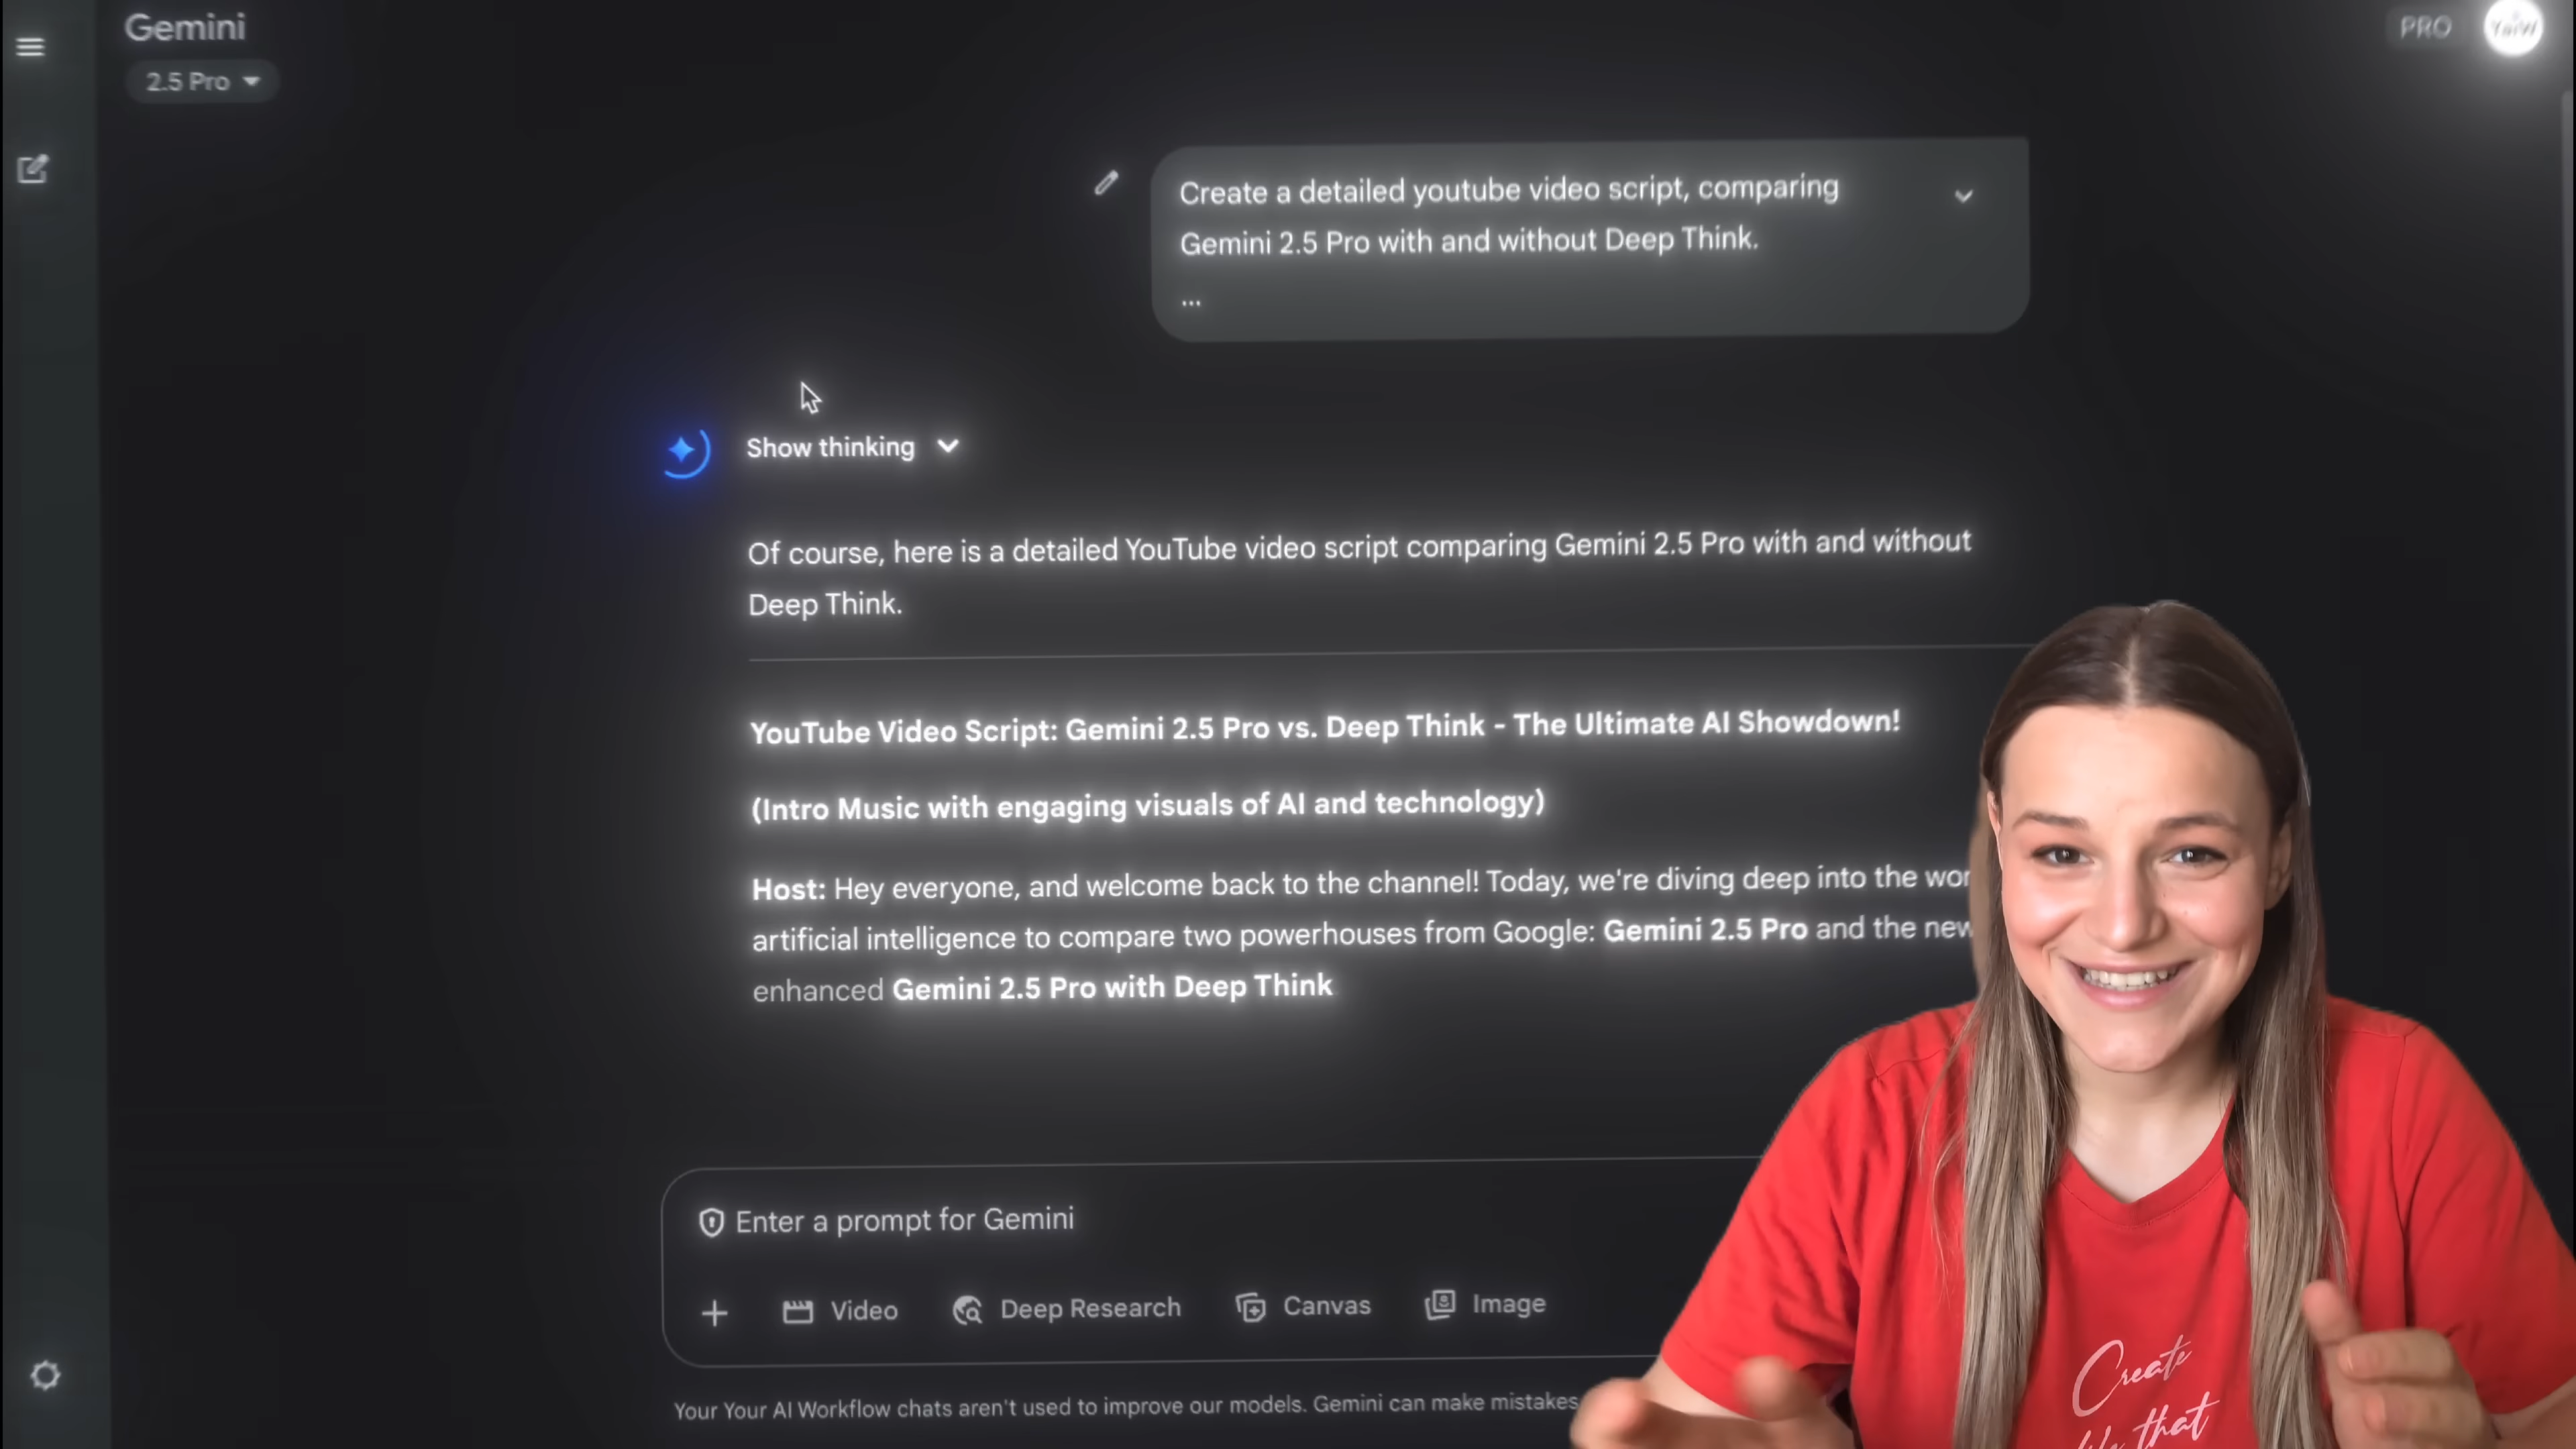 Gemini
PRO
2.5 Pro
Create a detailed youtube video script, comparing
Gemini 2.5 Pro with and without Deep Think.
...
Show thinking
Of course, here is a detailed YouTube video script comparing Gemini 2.5 Pro with and without
Deep Think.
YouTube Video Script: Gemini 2.5 Pro vs. Deep Think - The Ultimate AI Showdown!
(Intro Music with engaging visuals of AI and technology)
Host: Hey everyone, and welcome back to the channel! Today, we're diving deep into the
artificial intelligence to compare two powerhouses from Google: Gemini 2.5 Pro and the new
enhanced Gemini 2.5 Pro with Deep Think
Enter a prompt for Gemini
Video Deep Research Canvas Image
Your Your AI Workflow chats aren't used to improve our models. Gemini can make mistakes
Create
that